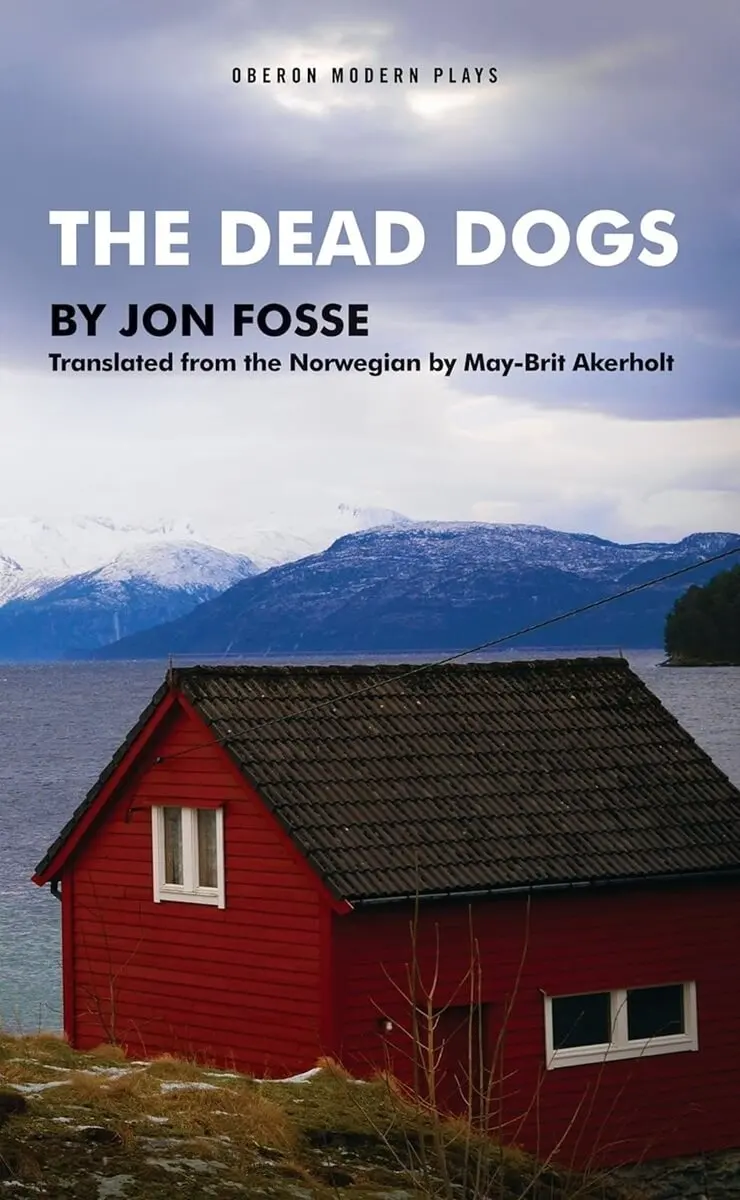 OBERON MODERN PLAYS
THE DEAD DOGS
BY JON FOSSE
Translated from the Norwegian by May-Brit Akerholt